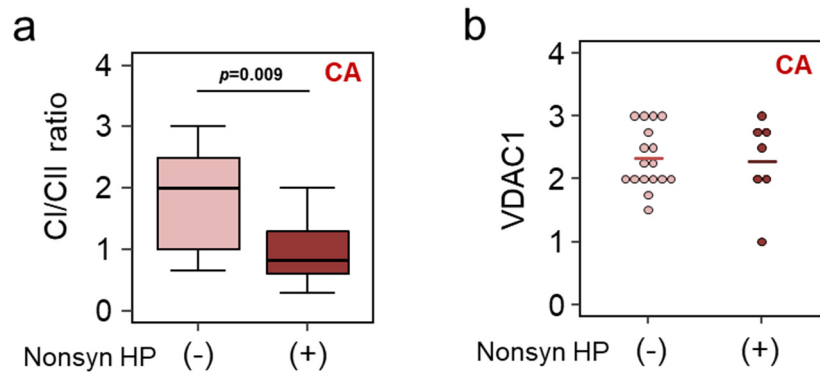 a
CI/CII ratio
4
3
2
1
0
p=0.009
CA
Nonsyn HP (-) (+)
b
VDAC1
4
3
2
1
0
CA
Nonsyn HP (-) (+)